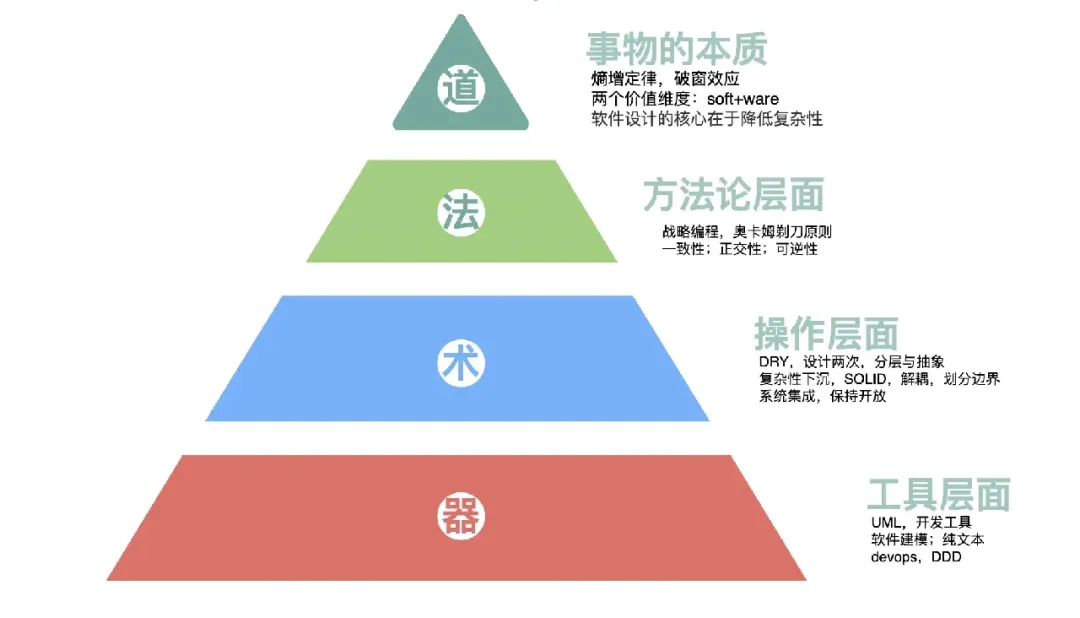 道
事物的本质
熵增定律，破窗效应
两个价值维度：soft+ware
软件设计的核心在于降低复杂性
法
方法论层面
战略编程，奥卡姆剃刀原则
一致性；正交性；可逆性
术
操作层面
DRY，设计两次，分层与抽象
复杂性下沉，SOLID，解耦，划分边界
系统集成，保持开放
器
工具层面
UML，开发工具
软件建模；纯文本
devops，DDD